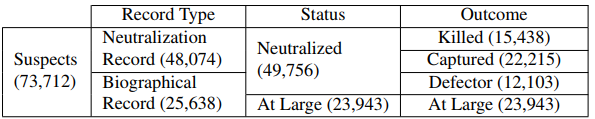 Record Type Status Outcome
Suspects (73,712)
Neutralization Record (48,074)
Biographical Record (25,638)
Neutralized (49,756)
At Large (23,943)
Killed (15,438)
Captured (22,215)
Defector (12,103)
At Large (23,943)